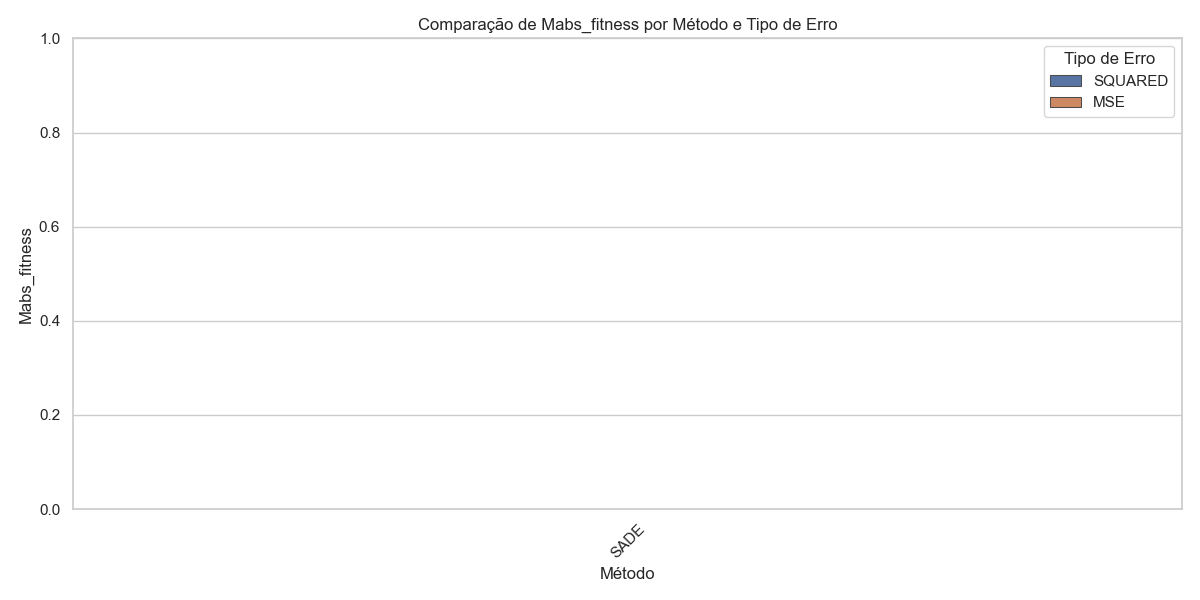 Comparação de Mabs_fitness por Método e Tipo de Erro
Tipo de Erro
SQUARED
MSE
1.0
0.8
0.6
0.4
0.2
0.0
Mabs_fitness
SADE
Método